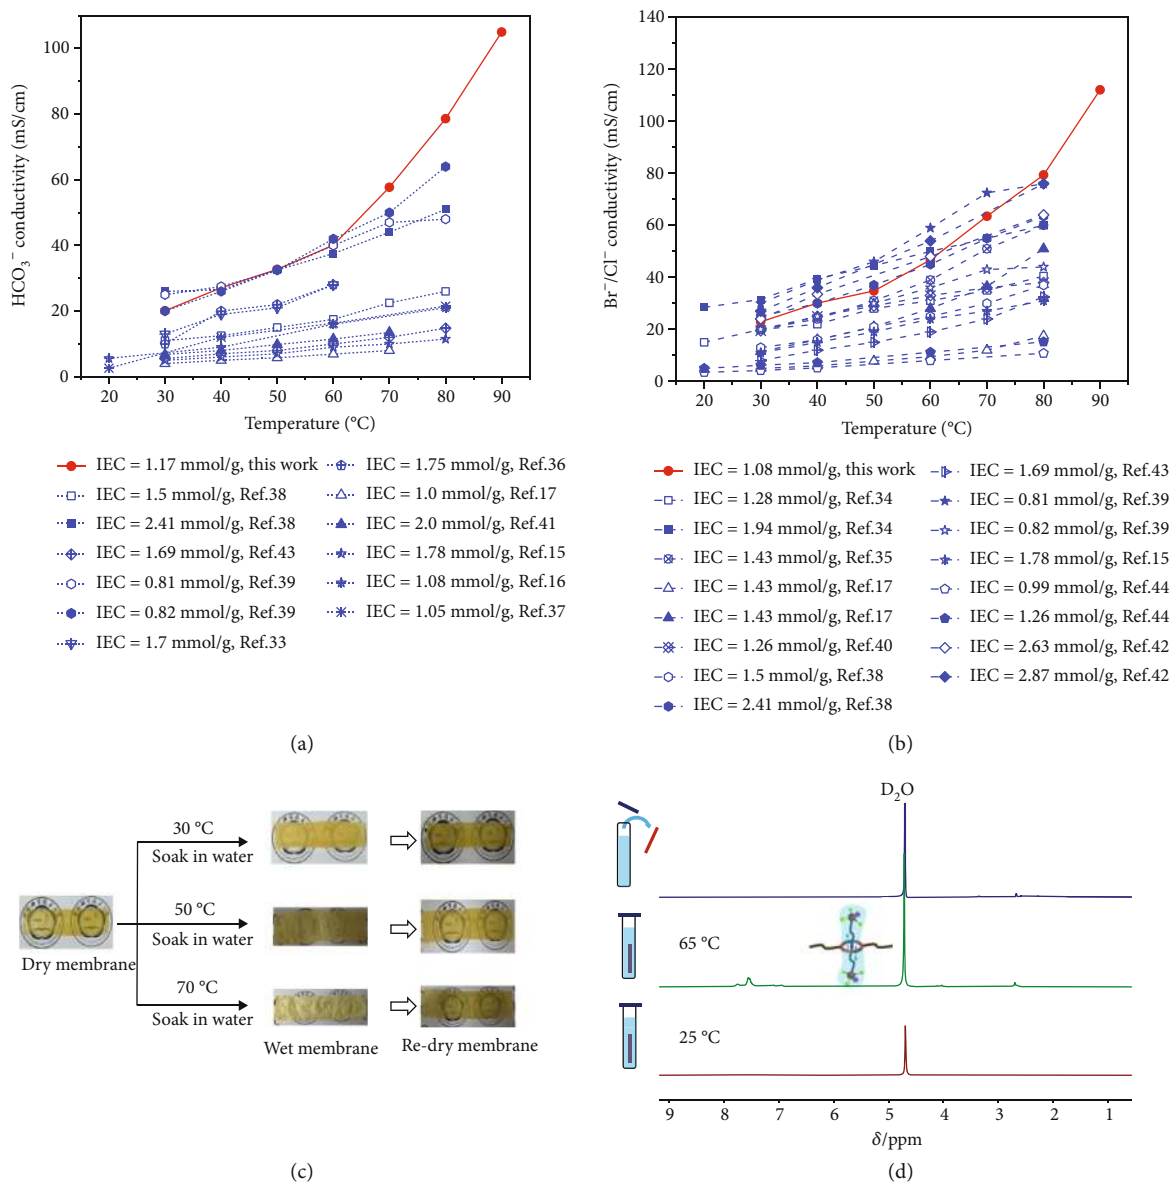 100
80
60
40
20
0
HCO3− conductivity (mS/cm)
20 30 40 50 60 70 80 90
Temperature (°C)
IEC = 1.17 mmol/g, this work
IEC = 1.5 mmol/g, Ref.38
IEC = 2.41 mmol/g, Ref.38
IEC = 1.69 mmol/g, Ref.43
IEC = 0.81 mmol/g, Ref.39
IEC = 0.82 mmol/g, Ref.39
IEC = 1.7 mmol/g, Ref.33
IEC = 1.75 mmol/g, Ref.36
IEC = 1.0 mmol/g, Ref.17
IEC = 2.0 mmol/g, Ref.41
IEC = 1.78 mmol/g, Ref.15
IEC = 1.08 mmol/g, Ref.16
IEC = 1.05 mmol/g, Ref.37
(a)
140
120
100
80
60
40
20
0
Br−/Cl− conductivity (mS/cm)
20 30 40 50 60 70 80 90
Temperature (°C)
IEC = 1.08 mmol/g, this work
IEC = 1.28 mmol/g, Ref.34
IEC = 1.94 mmol/g, Ref.34
IEC = 1.43 mmol/g, Ref.35
IEC = 1.43 mmol/g, Ref.17
IEC = 1.43 mmol/g, Ref.17
IEC = 1.26 mmol/g, Ref.40
IEC = 1.5 mmol/g, Ref.38
IEC = 2.41 mmol/g, Ref.38
IEC = 1.69 mmol/g, Ref.43
IEC = 0.81 mmol/g, Ref.39
IEC = 0.82 mmol/g, Ref.39
IEC = 1.78 mmol/g, Ref.15
IEC = 0.99 mmol/g, Ref.44
IEC = 1.26 mmol/g, Ref.44
IEC = 2.63 mmol/g, Ref.42
IEC = 2.87 mmol/g, Ref.42
(b)
Dry membrane
30 °C
Soak in water
50 °C
Soak in water
70 °C
Soak in water
Wet membrane
Re-dry membrane
(c)
D2O
65 °C
25 °C
9 8 7 6 5 4 3 2 1
δ/ppm
(d)